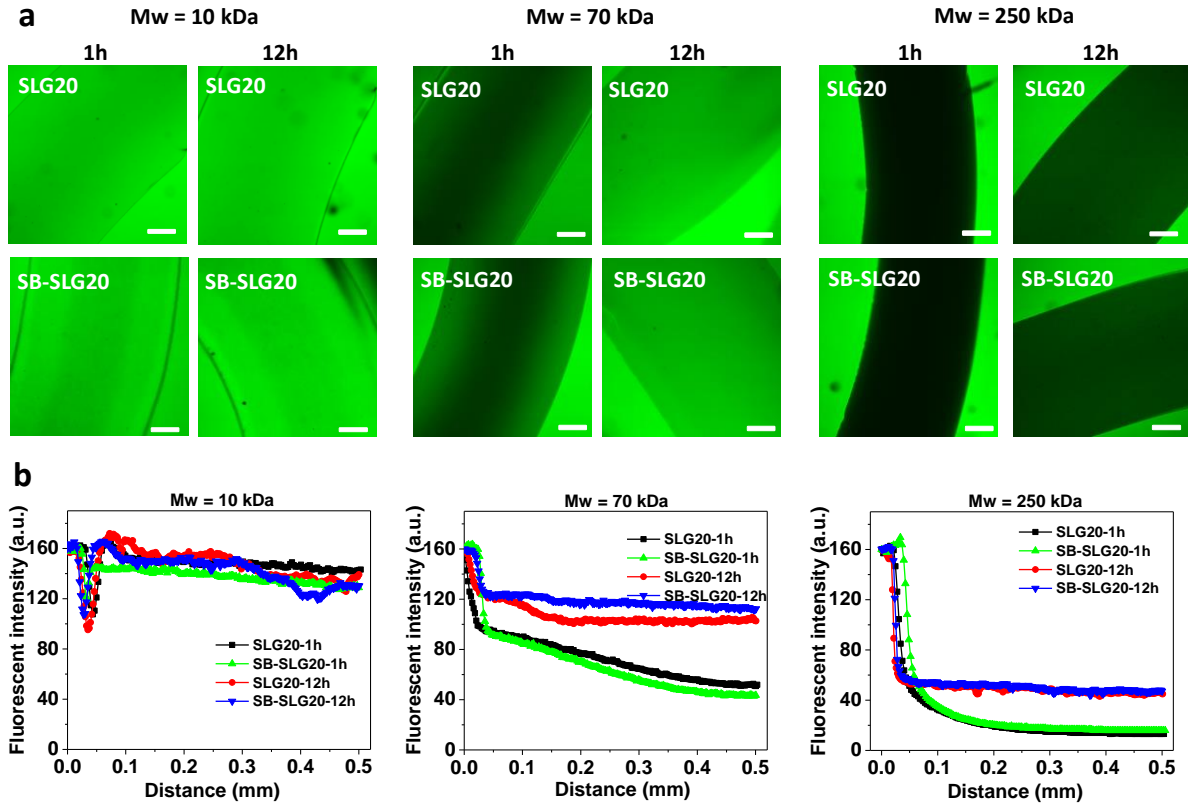 a
Mw = 10 kDa Mw = 70 kDa Mw = 250 kDa
1h 12h 1h 12h 1h 12h
SLG20 SLG20 SLG20 SLG20 SLG20 SLG20
SB-SLG20 SB-SLG20 SB-SLG20 SB-SLG20 SB-SLG20 SB-SLG20
b
Mw = 10 kDa
Fluorescent intensity (a.u.)
160
120
80
40
0
SLG20-1h
SB-SLG20-1h
SLG20-12h
SB-SLG20-12h
0.0 0.1 0.2 0.3 0.4 0.5
Distance (mm)
Mw = 70 kDa
Fluorescent intensity (a.u.)
160
120
80
40
0
SLG20-1h
SB-SLG20-1h
SLG20-12h
SB-SLG20-12h
0.0 0.1 0.2 0.3 0.4 0.5
Distance (mm)
Mw = 250 kDa
Fluorescent intensity (a.u.)
160
120
80
40
0
SLG20-1h
SB-SLG20-1h
SLG20-12h
SB-SLG20-12h
0.0 0.1 0.2 0.3 0.4 0.5
Distance (mm)